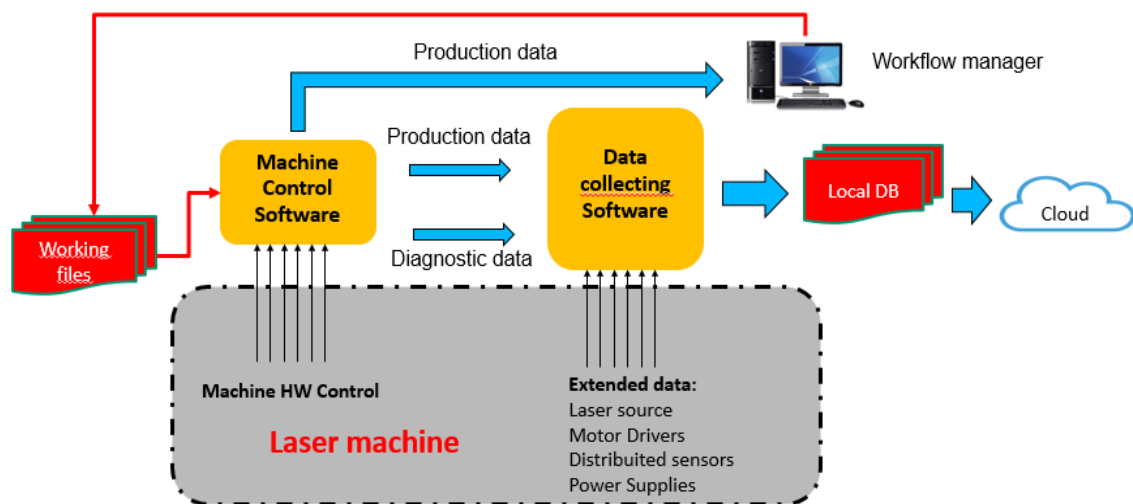 Production data
Workflow manager
Machine
Control
Software
Production data
Diagnostic data
Data
collecting
Software
Local DB
Cloud
Working
files
Machine HW Control
Laser machine
Extended data:
Laser source
Motor Drivers
Distribuited sensors
Power Supplies